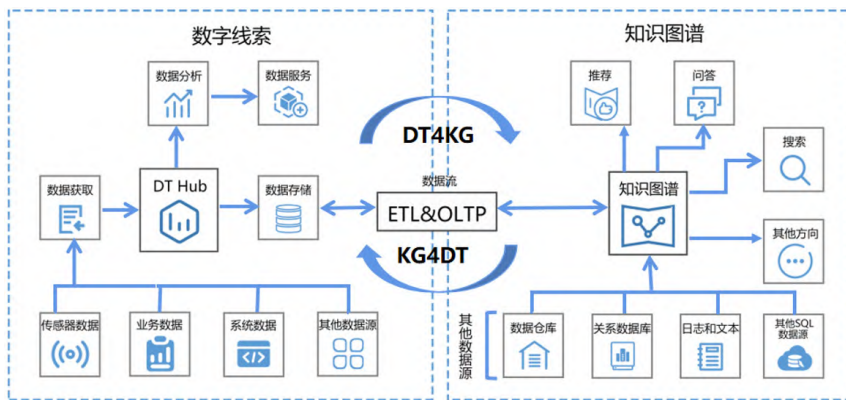 数字线索
数据分析
数据服务
数据获取
DT Hub
数据存储
传感器数据
业务数据
系统数据
其他数据源
DT4KG
数据流
ETL&OLTP
KG4DT
知识图谱
推荐
问答
搜索
知识图谱
其他方向
其他数据源
数据仓库
关系数据库
日志和文本
其他SQL
数据源